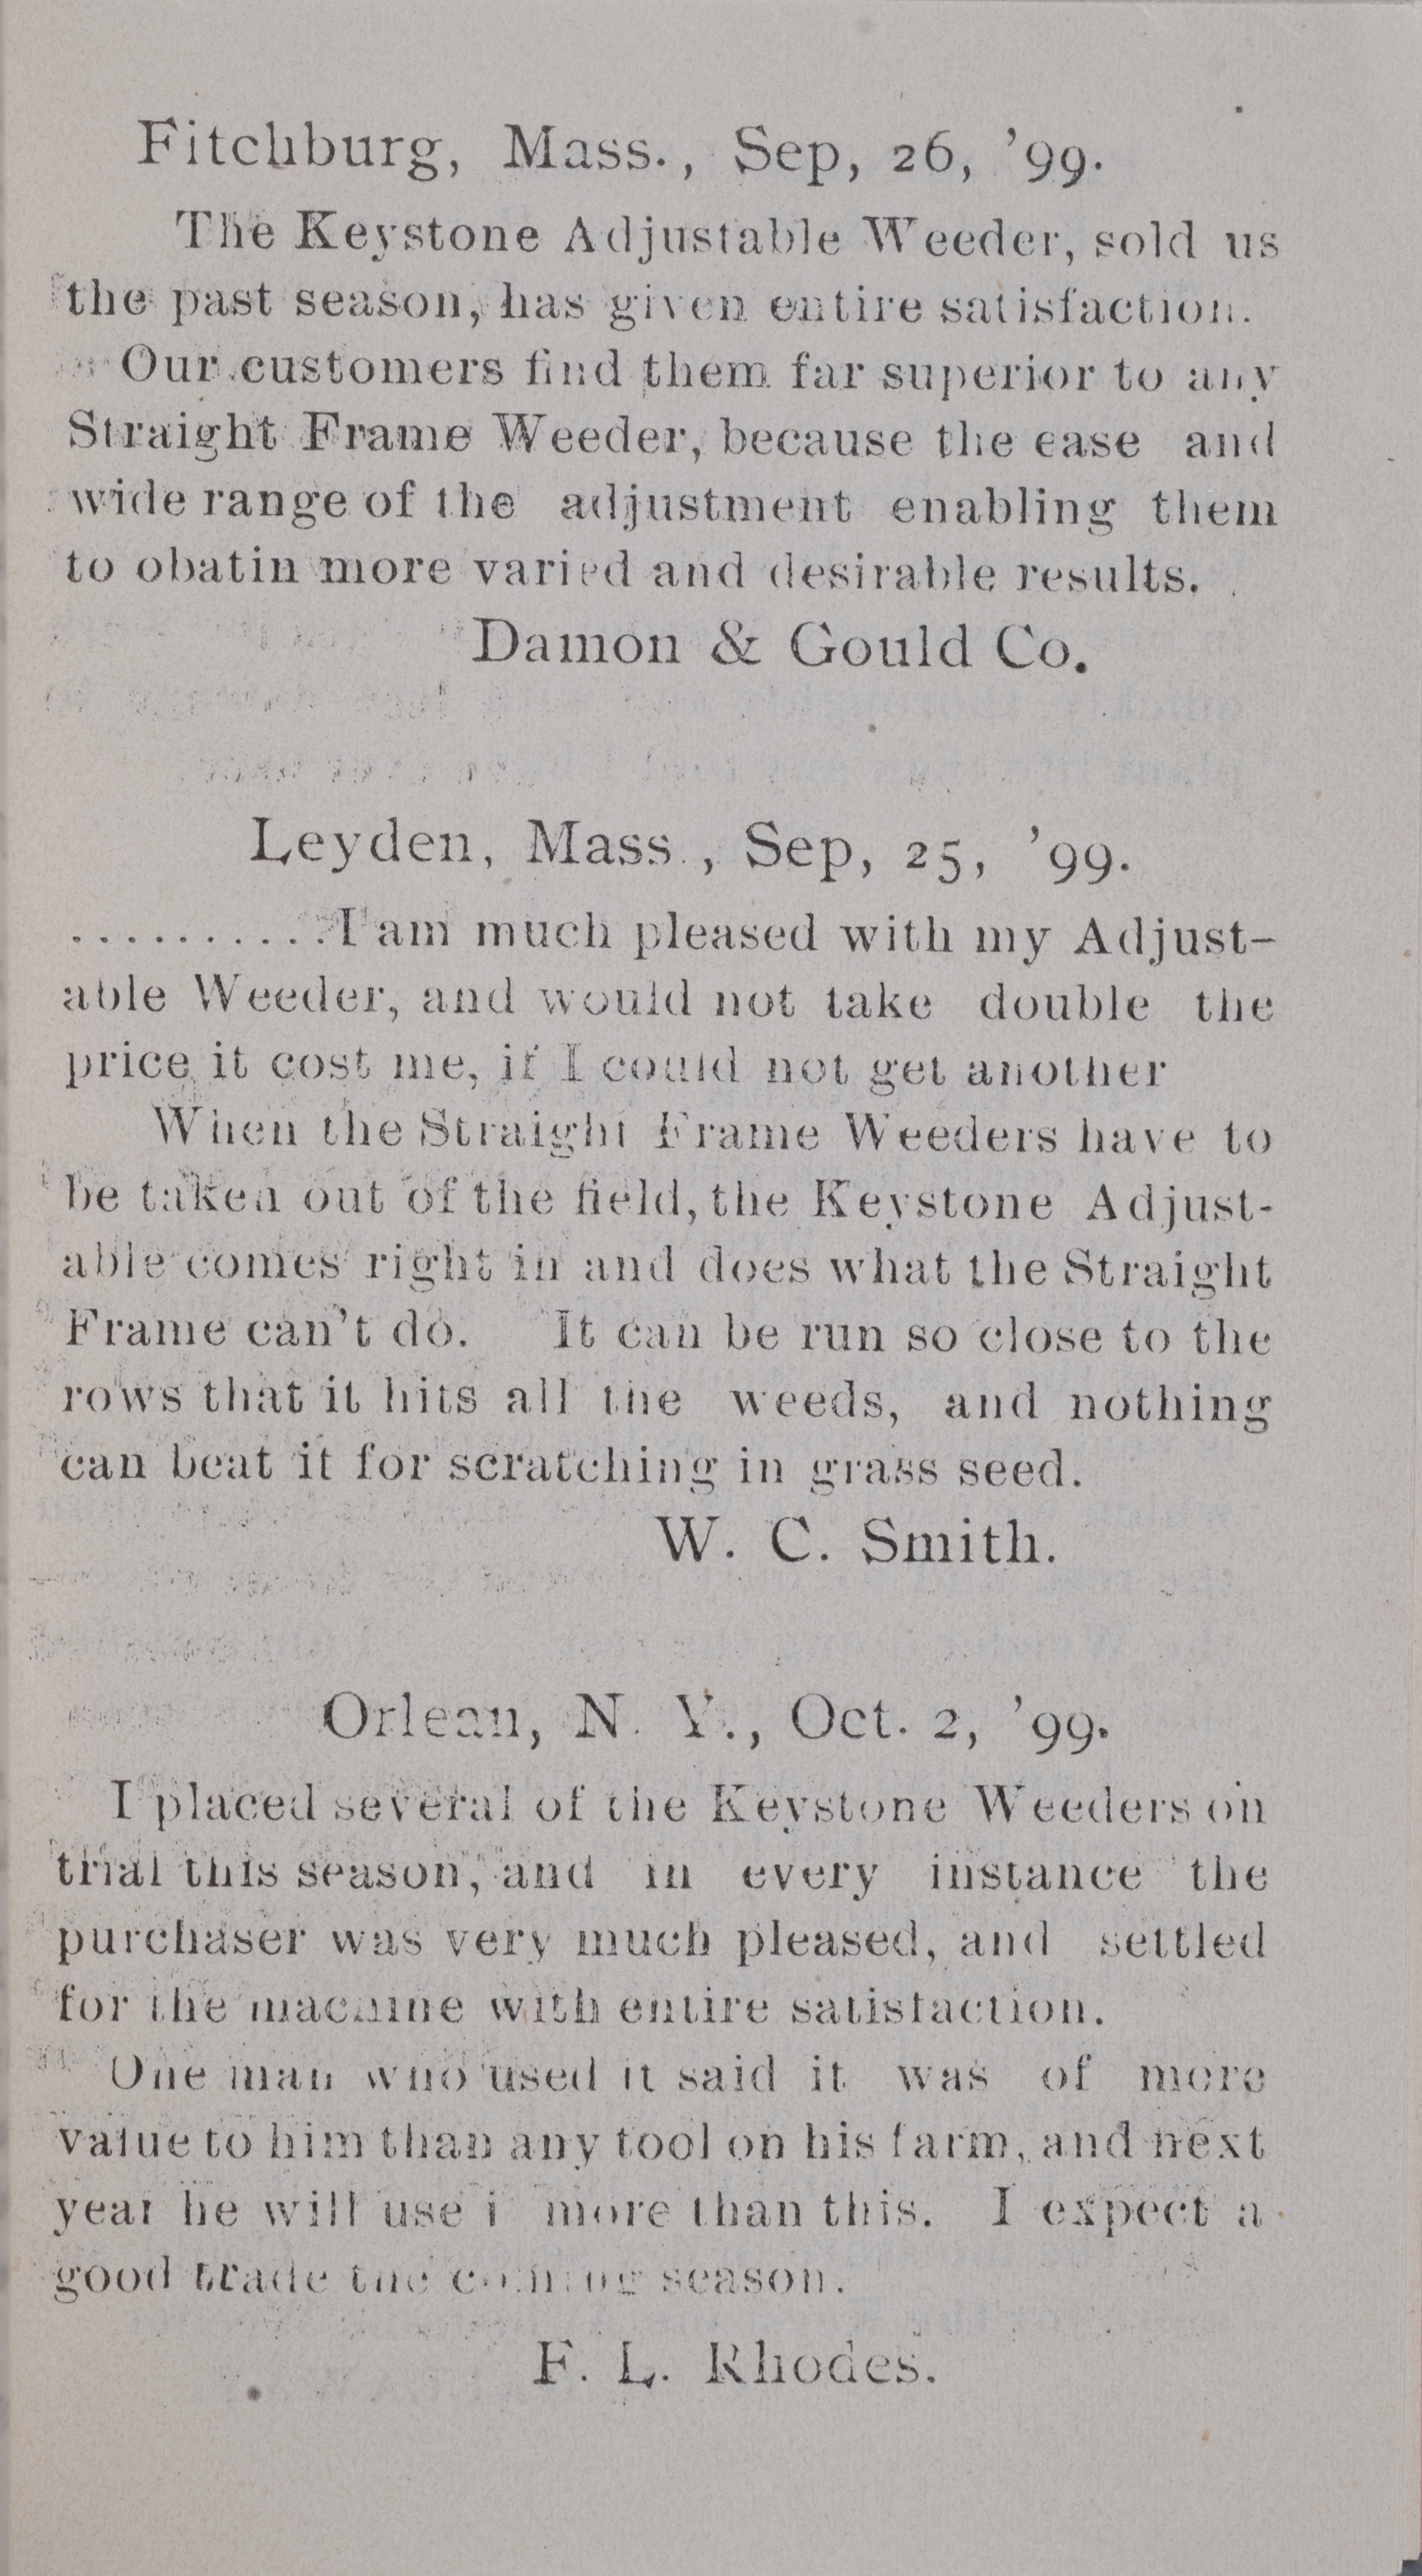 Fitchburg, Mass., Sep, 26, '99.
The Keystone Adjustable Weeder, sold us
the past season, has given entire satisfaction.
Our customers find them far superior to any
Straight Frame Weeder, because the ease and
wide range of the adjustment enabling them
to obatin more varied and desirable results.
Damon & Gould Co.
Leyden, Mass., Sep, 25, '99.
..........I am much pleased with my Adjust-
able Weeder, and would not take double the
price it cost me, if I could not get another
When the Straight Frame Weeders have to
be taken out of the field, the Keystone Adjust-
able comes right in and does what the Straight
Frame can't do. It can be run so close to the
rows that it hits all the weeds, and nothing
can beat it for scratching in grass seed.
W. C. Smith.
Orlean, N. Y., Oct. 2, '99.
I placed several of the Keystone Weeders on
trial this season, and in every instance the
purchaser was very much pleased, and settled
for the machine with entire satisfaction.
One man who used it said it was of more
value to him than any tool on his farm, and next
year he will use i more than this. I expect a
good trade the coming season.
F. L. Rhodes.